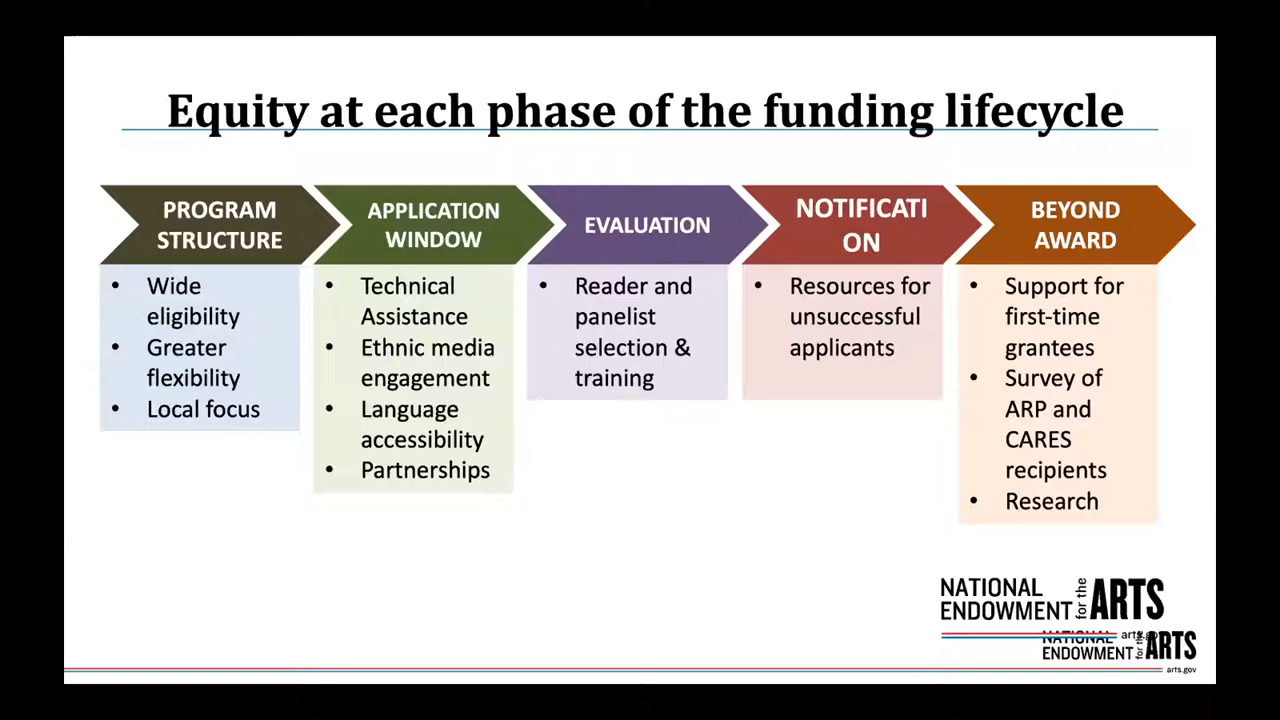 Equity at each phase of the funding lifecycle
PROGRAM
STRUCTURE
• Wide
eligibility
• Greater
flexibility
• Local focus
APPLICATION
WINDOW
• Technical
Assistance
• Ethnic media
engagement
• Language
accessibility
• Partnerships
EVALUATION
• Reader and
panelist
selection &
training
NOTIFICATI
ON
• Resources for
unsuccessful
applicants
BEYOND
AWARD
• Support for
first-time
grantees
• Survey of
ARP and
CARES
recipients
• Research
NATIONAL
ENDOWMENT for the ARTS
arts.gov
NATIONAL
ENDOWMENT for the ARTS
arts.gov